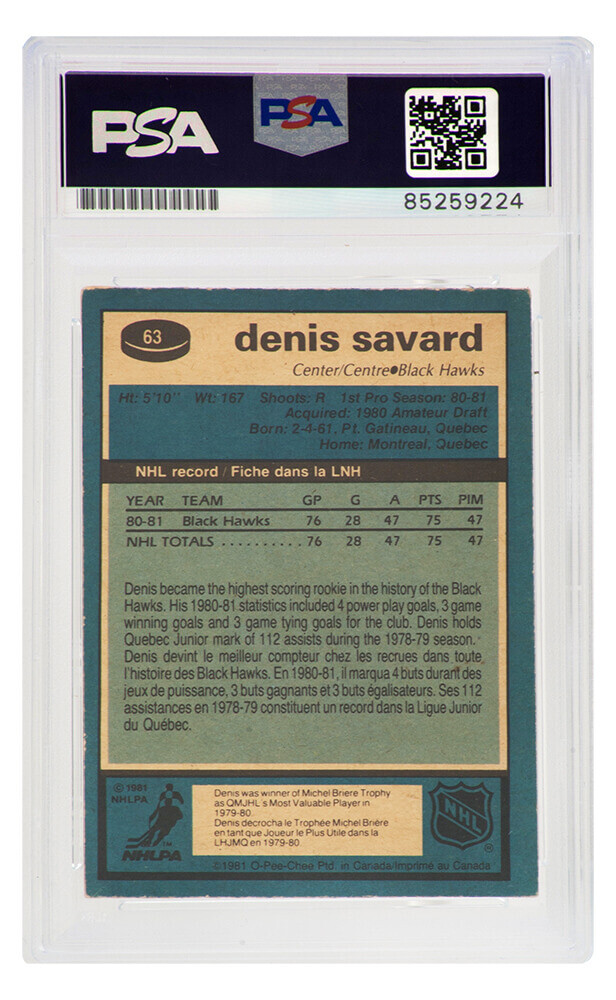 PSA
PSA
85259224
63
denis savard
Center/Centre●Black Hawks
Ht: 5'10'' Wt: 167 Shoots: R 1st Pro Season: 80-81
Acquired: 1980 Amateur Draft
Born: 2-4-61, Pt. Gatineau, Quebec
Home: Montreal, Quebec
NHL record / Fiche dans la LNH
YEAR TEAM GP G A PTS PIM
80-81 Black Hawks 76 28 47 75 47
NHL TOTALS .......... 76 28 47 75 47
Denis became the highest scoring rookie in the history of the Black
Hawks. His 1980-81 statistics included 4 power play goals, 3 game
winning goals and 3 game tying goals for the club. Denis holds
Quebec Junior mark of 112 assists during the 1978-79 season.
Denis devint le meilleur compteur chez les recrues dans toute
l'histoire des Black Hawks. En 1980-81, il marqua 4 buts durant des
jeux de puissance, 3 buts gagnants et 3 buts égalisateurs. Ses 112
assistances en 1978-79 constituent un record dans la Ligue Junior
du Québec.
© 1981
NHLPA
NHLPA
TM
Denis was winner of Michel Briere Trophy
as QMJHL's Most Valuable Player in
1979-80.
Denis decrocha le Trophée Michel Brière
en tant que Joueur le Plus Utile dans la
LHJMQ en 1979-80.
NHL
®
©1981 O-Pee-Chee Ptd. in Canada/Imprimé au Canada